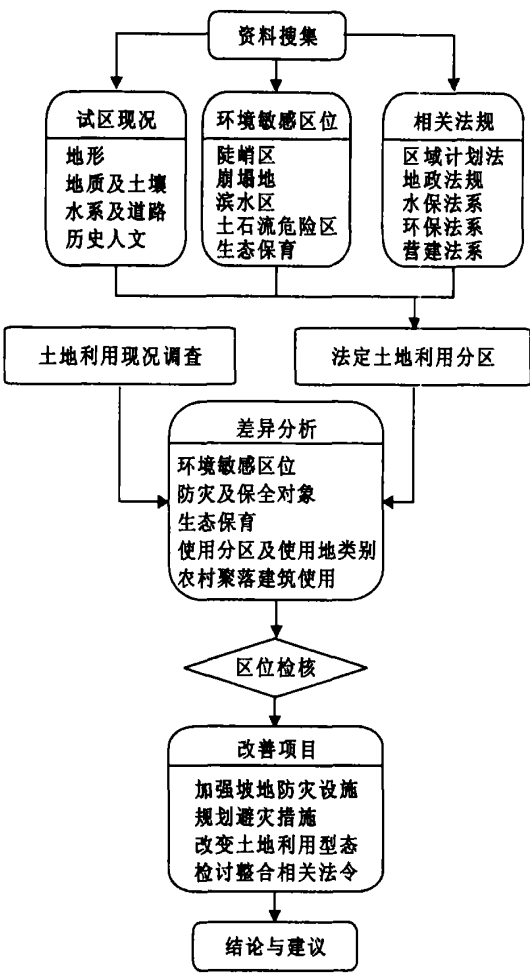 资料搜集
试区现况
地形
地质及土壤
水系及道路
历史人文
环境敏感区位
陡峭区
崩塌地
滨水区
土石流危险区
生态保育
相关法规
区域计划法
地政法规
水保法系
环保法系
营建法系
土地利用现况调查
法定土地利用分区
差异分析
环境敏感区位
防灾及保全对象
生态保育
使用分区及使用地类别
农村聚落建筑使用
区位检核
改善项目
加强坡地防灾设施
规划避灾措施
改变土地利用型态
检讨整合相关法令
结论与建议